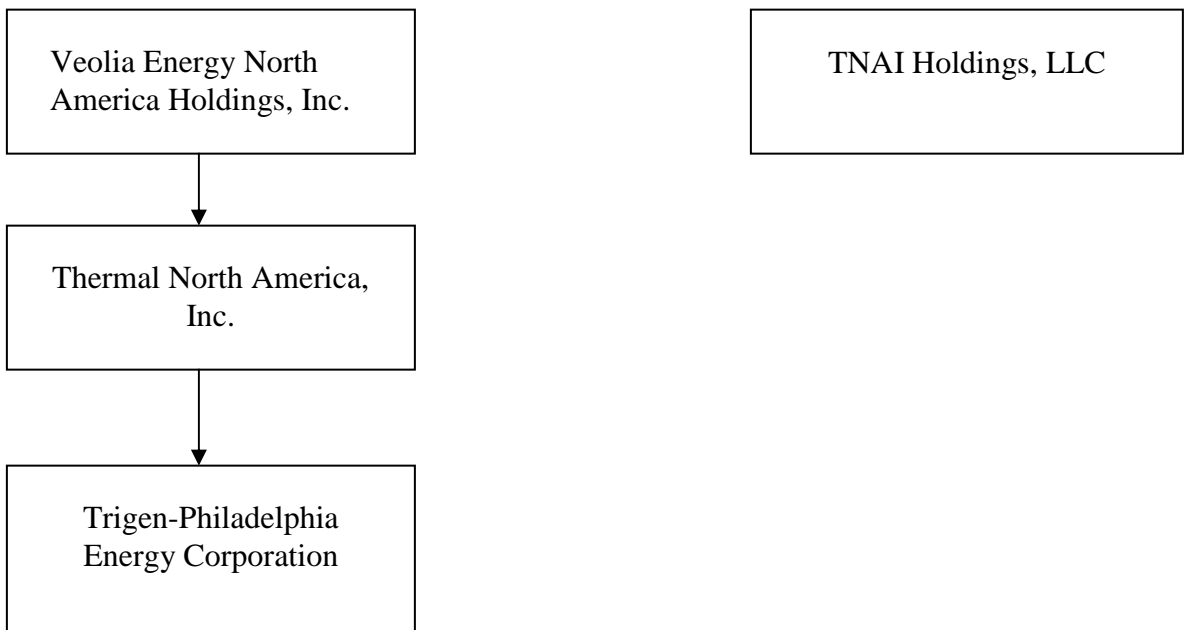 Veolia Energy North
America Holdings, Inc.
TNAI Holdings, LLC
Thermal North America,
Inc.
Trigen-Philadelphia
Energy Corporation